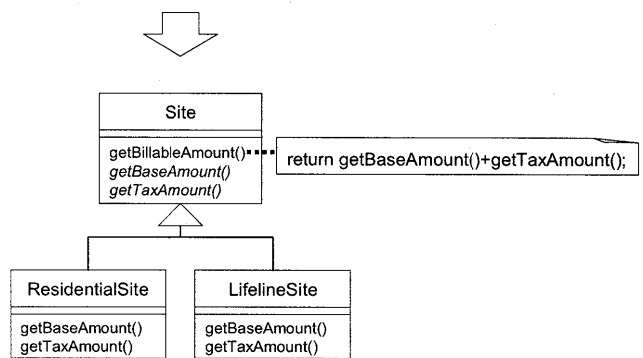 Site
getBillableAmount()
getBaseAmount()
getTaxAmount()
return getBaseAmount()+getTaxAmount();
ResidentialSite
getBaseAmount()
getTaxAmount()
LifelineSite
getBaseAmount()
getTaxAmount()